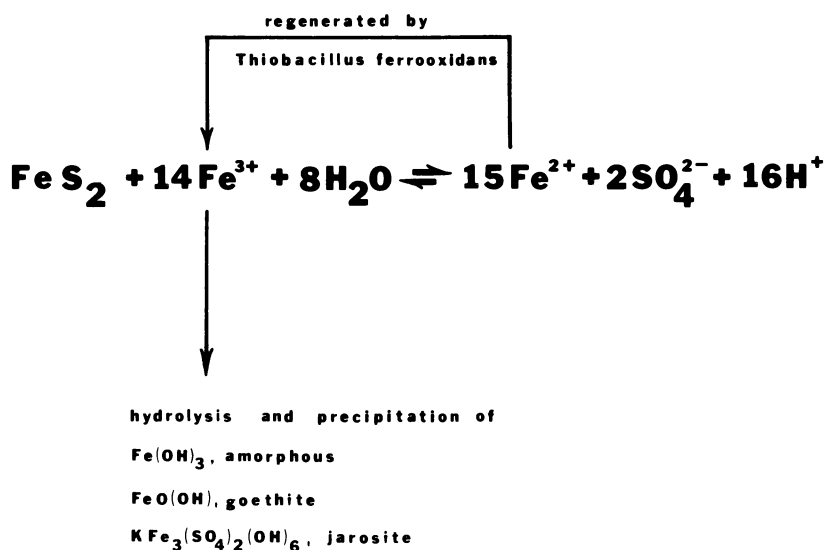 regenerated by
Thiobacillus ferrooxidans
FeS₂ + 14Fe³⁺ + 8H₂O ⇌ 15Fe²⁺ + 2SO₄²⁻ + 16H⁺
hydrolysis and precipitation of
Fe(OH)₃, amorphous
FeO(OH), goethite
KFe₃(SO₄)₂(OH)₆, jarosite